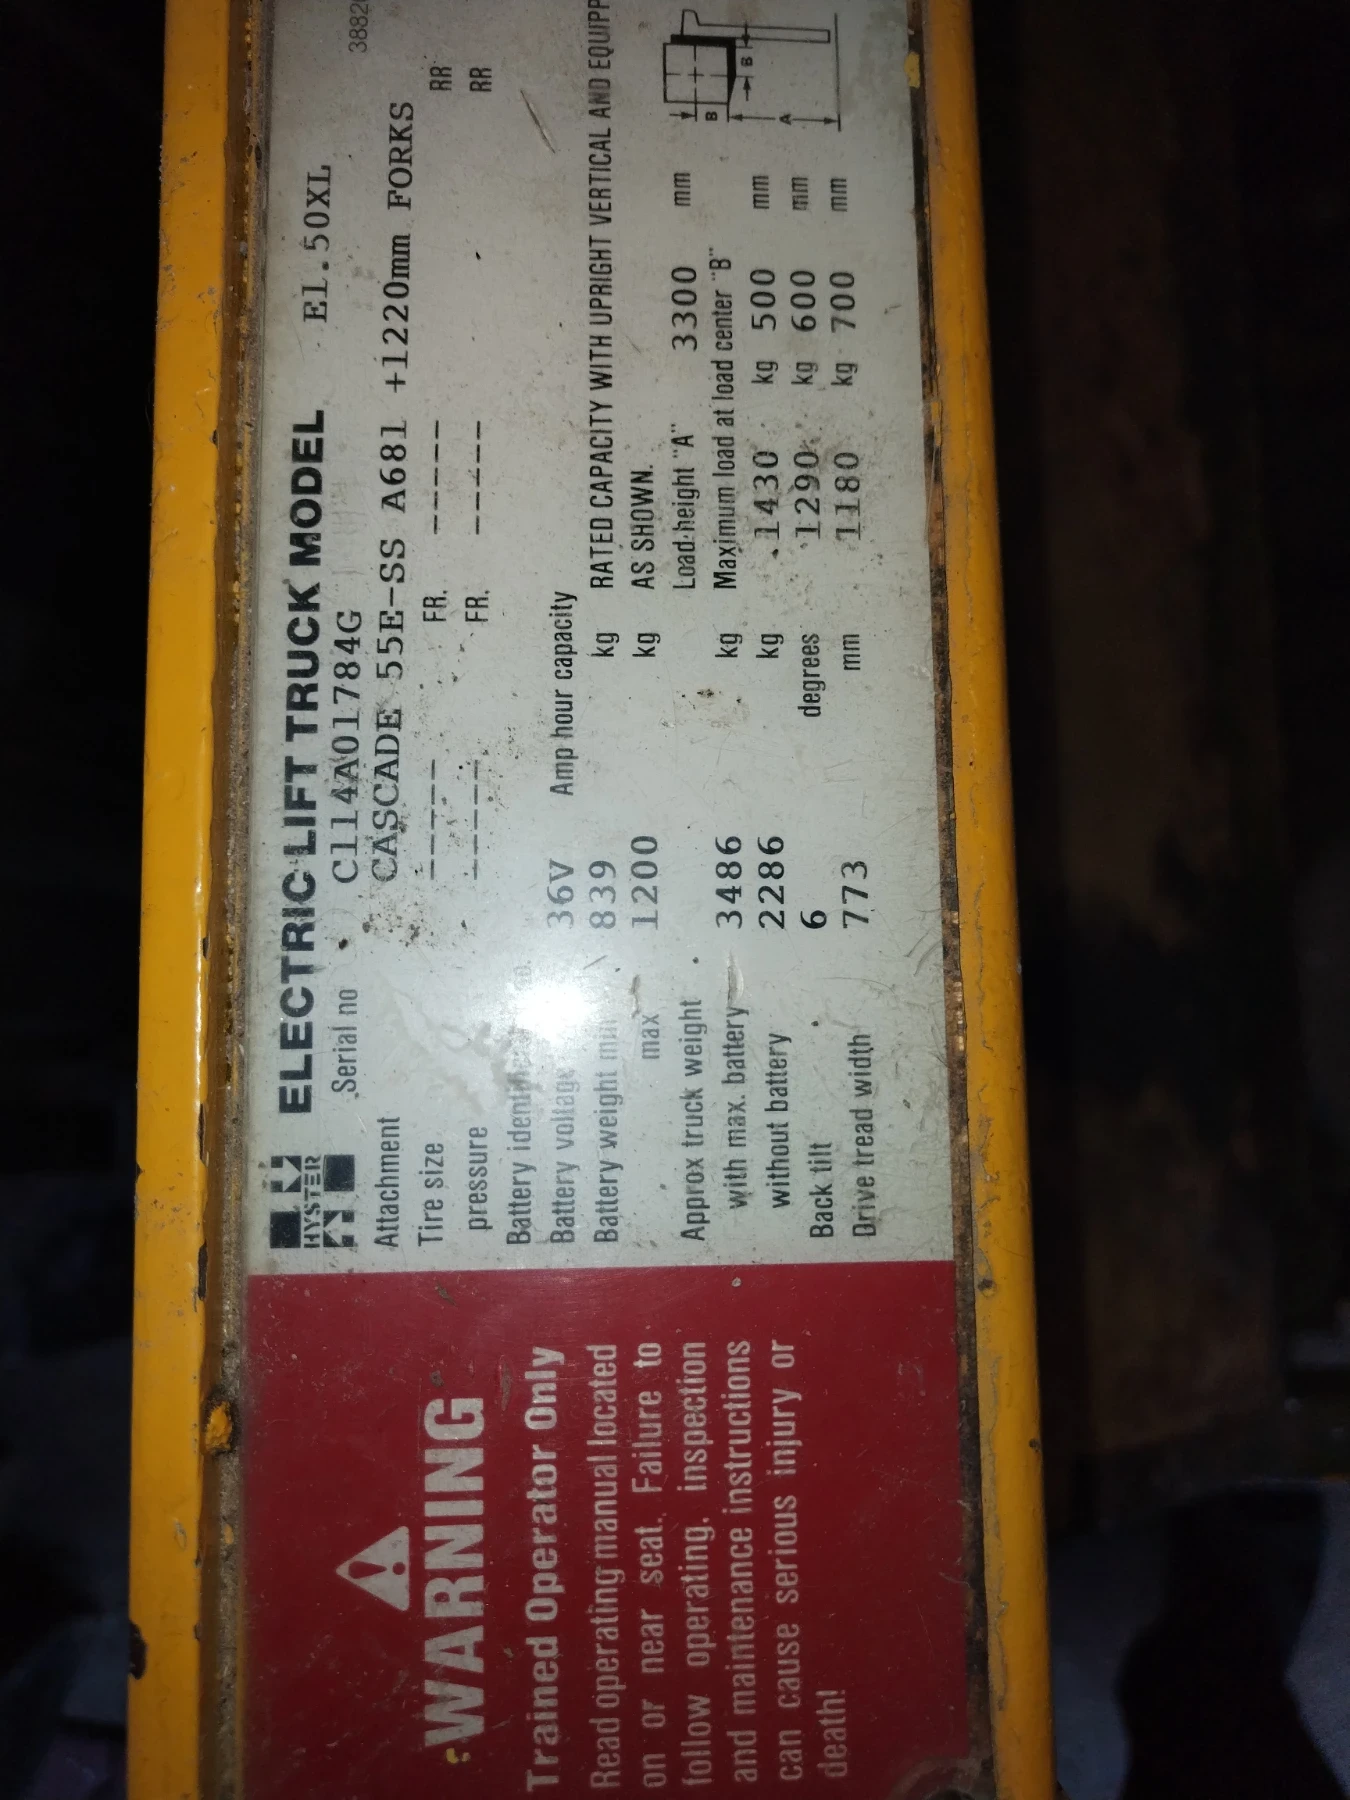 WARNING
Trained Operator Only
Read operating manual located
on or near seat. Failure to
follow operating, inspection
and maintenance instructions
can cause serious injury or
death!
HYSTER
ELECTRIC LIFT TRUCK MODEL E1.50XL
Serial no C114A01784G
Attachment CASCADE 55E-SS A681 +1220mm FORKS
Tire size ----- FR. ----- RR
pressure ----- FR. ----- RR
Battery
Battery voltage 36V Amp hour capacity
Battery weight min 839 kg
max 1200 kg
Approx truck weight
with max. battery 3486 kg
without battery 2286 kg
Back tilt 6 degrees
Drive tread width 773 mm
RATED CAPACITY WITH UPRIGHT VERTICAL AND
AS SHOWN.
Load height "A" 3300 mm
Maximum load at load center "B"
1430 kg 500 mm
1290 kg 600 mm
1180 kg 700 mm
B
B
A